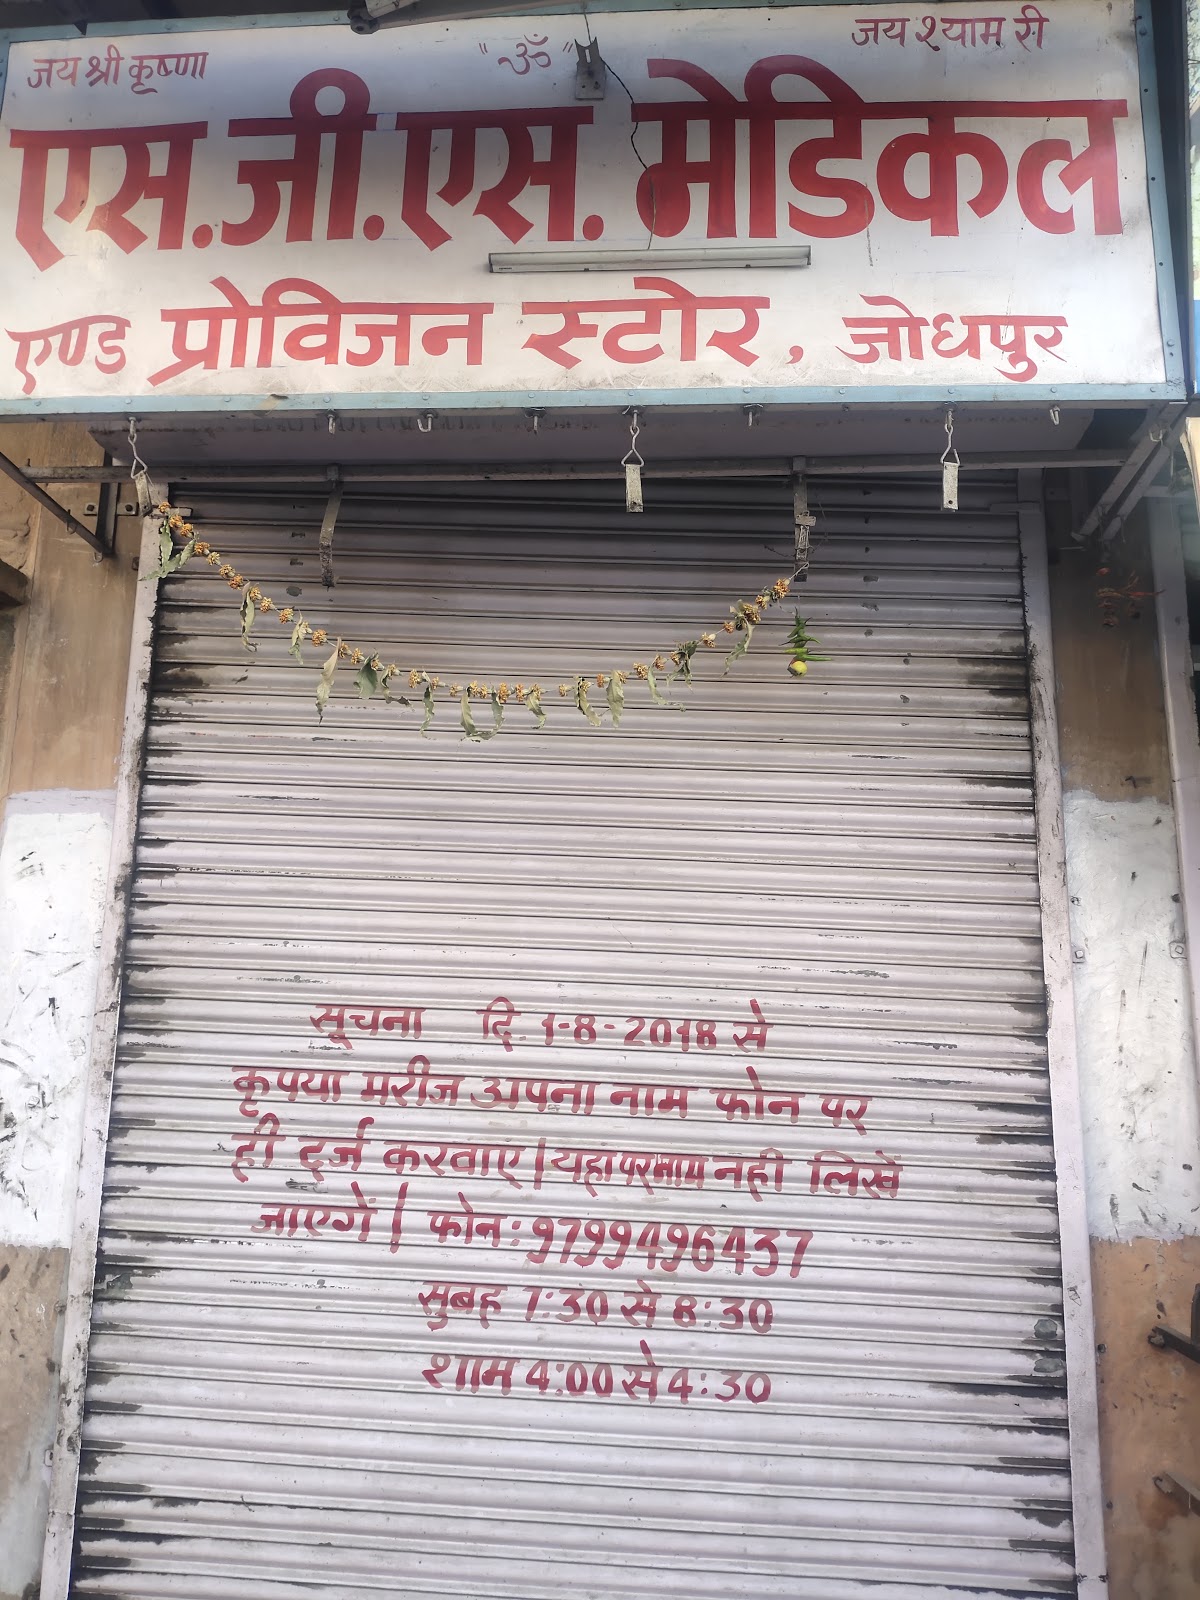 जय श्री कृष्णा "ॐ" जय श्याम री
एस.जी.एस. मेडिकल
एण्ड प्रोविजन स्टोर, जोधपुर
सूचना दि. 1-8-2018 से
कृपया मरीज अपना नाम फोन पर
ही दर्ज करवाए | यहा पर नाम नही लिखें
जाएगें | फोन: 9799496437
सुबह 7:30 से 8:30
शाम 4:00 से 4:30